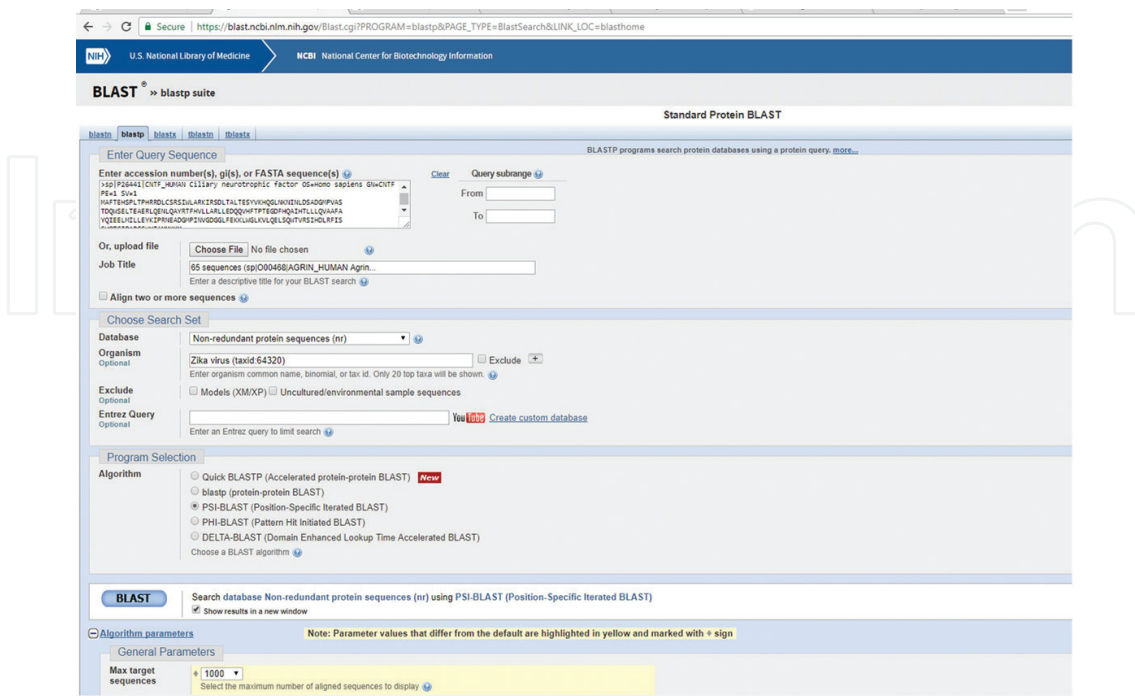 Secure | https://blast.ncbi.nlm.nih.gov/Blast.cgi?PROGRAM=blastp&PAGE_TYPE=BlastSearch&LINK_LOC=blasthome
NIH U.S. National Library of Medicine NCBI National Center for Biotechnology Information
BLAST ® » blastp suite
Standard Protein BLAST
blastn blastp blastx tblastn tblastx
Enter Query Sequence BLASTP programs search protein databases using a protein query. more...
Enter accession number(s), gi(s), or FASTA sequence(s) Clear Query subrange
>sp|P26441|CNTF_HUMAN Ciliary neurotrophic factor OS=Homo sapiens GN=CNTF
PE=1 SV=1
MAFTEHSPLTPHRRDLCSRSIWLARKIRSDLTALTESYVKHQGLNKNINLDSADGMPVAS
TDQWSELTEAERLQENLQAYRTFHVLLARLLEDQQVHFTPTEGDFHQAIHTLLLQVAAFA
YQIEELMILLEYKIPRNEADGMPINVGDGGLFEKKLWGLKVLQELSQWTVRSIHDLRFIS
From
To
Or, upload file Choose File No file chosen
Job Title 65 sequences (sp|O00468|AGRIN_HUMAN Agrin...
Enter a descriptive title for your BLAST search
Align two or more sequences
Choose Search Set
Database Non-redundant protein sequences (nr)
Organism
Optional
Zika virus (taxid:64320) Exclude +
Enter organism common name, binomial, or tax id. Only 20 top taxa will be shown.
Exclude
Optional
Models (XM/XP) Uncultured/environmental sample sequences
Entrez Query
Optional
YouTube Create custom database
Enter an Entrez query to limit search
Program Selection
Algorithm
Quick BLASTP (Accelerated protein-protein BLAST) New
blastp (protein-protein BLAST)
PSI-BLAST (Position-Specific Iterated BLAST)
PHI-BLAST (Pattern Hit Initiated BLAST)
DELTA-BLAST (Domain Enhanced Lookup Time Accelerated BLAST)
Choose a BLAST algorithm
BLAST Search database Non-redundant protein sequences (nr) using PSI-BLAST (Position-Specific Iterated BLAST)
Show results in a new window
Algorithm parameters Note: Parameter values that differ from the default are highlighted in yellow and marked with ♦ sign
General Parameters
Max target
sequences
♦ 1000
Select the maximum number of aligned sequences to display